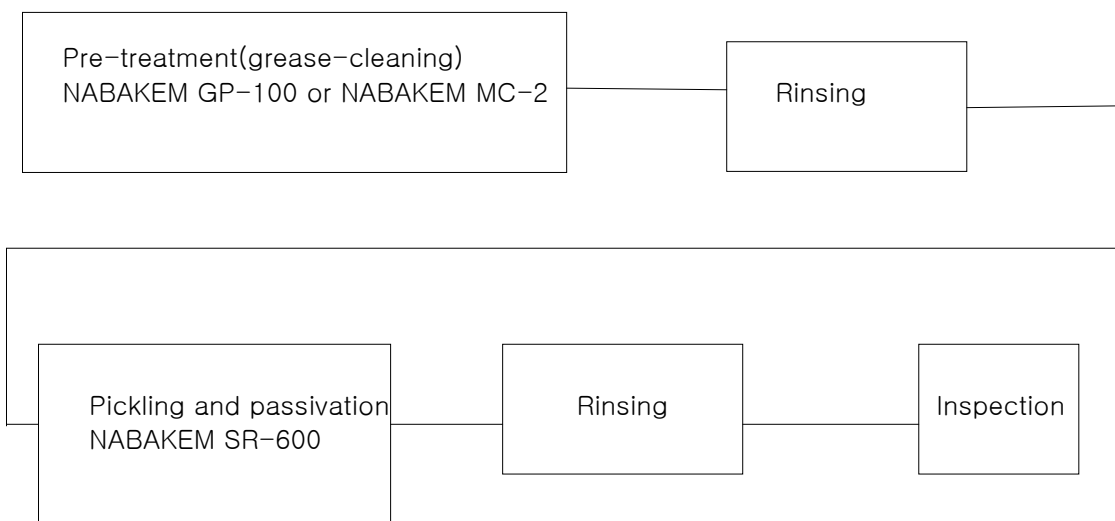 Pre-treatment(grease-cleaning)
NABAKEM GP-100 or NABAKEM MC-2
Rinsing
Pickling and passivation
NABAKEM SR-600
Rinsing
Inspection